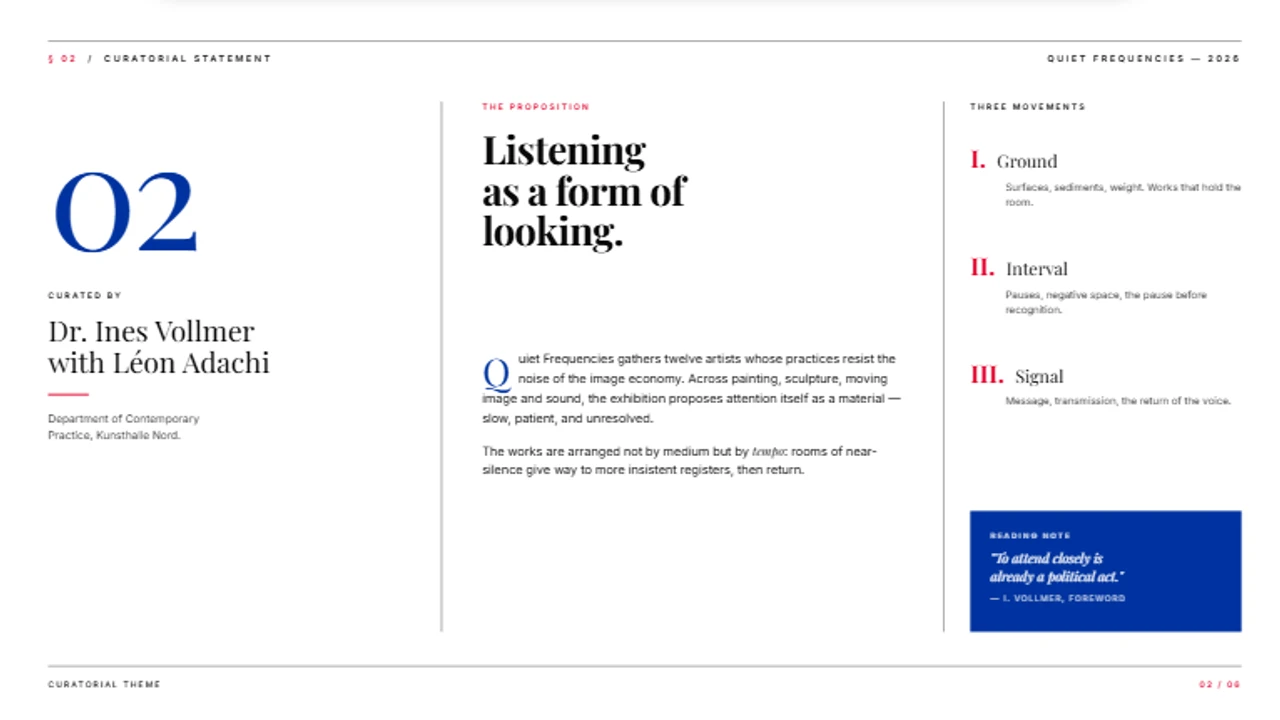 § 02 / CURATORIAL STATEMENT
QUIET FREQUENCIES — 2026
02
CURATED BY
Dr. Ines Vollmer
with Léon Adachi
Department of Contemporary
Practice, Kunsthalle Nord.
THE PROPOSITION
Listening
as a form of
looking.
Quiet Frequencies gathers twelve artists whose practices resist the
noise of the image economy. Across painting, sculpture, moving
image and sound, the exhibition proposes attention itself as a material —
slow, patient, and unresolved.
The works are arranged not by medium but by tempo: rooms of near-
silence give way to more insistent registers, then return.
THREE MOVEMENTS
I. Ground
Surfaces, sediments, weight. Works that hold the
room.
II. Interval
Pauses, negative space, the pause before
recognition.
III. Signal
Message, transmission, the return of the voice.
READING NOTE
"To attend closely is
already a political act."
— I. VOLLMER, FOREWORD
CURATORIAL THEME
02 / 06